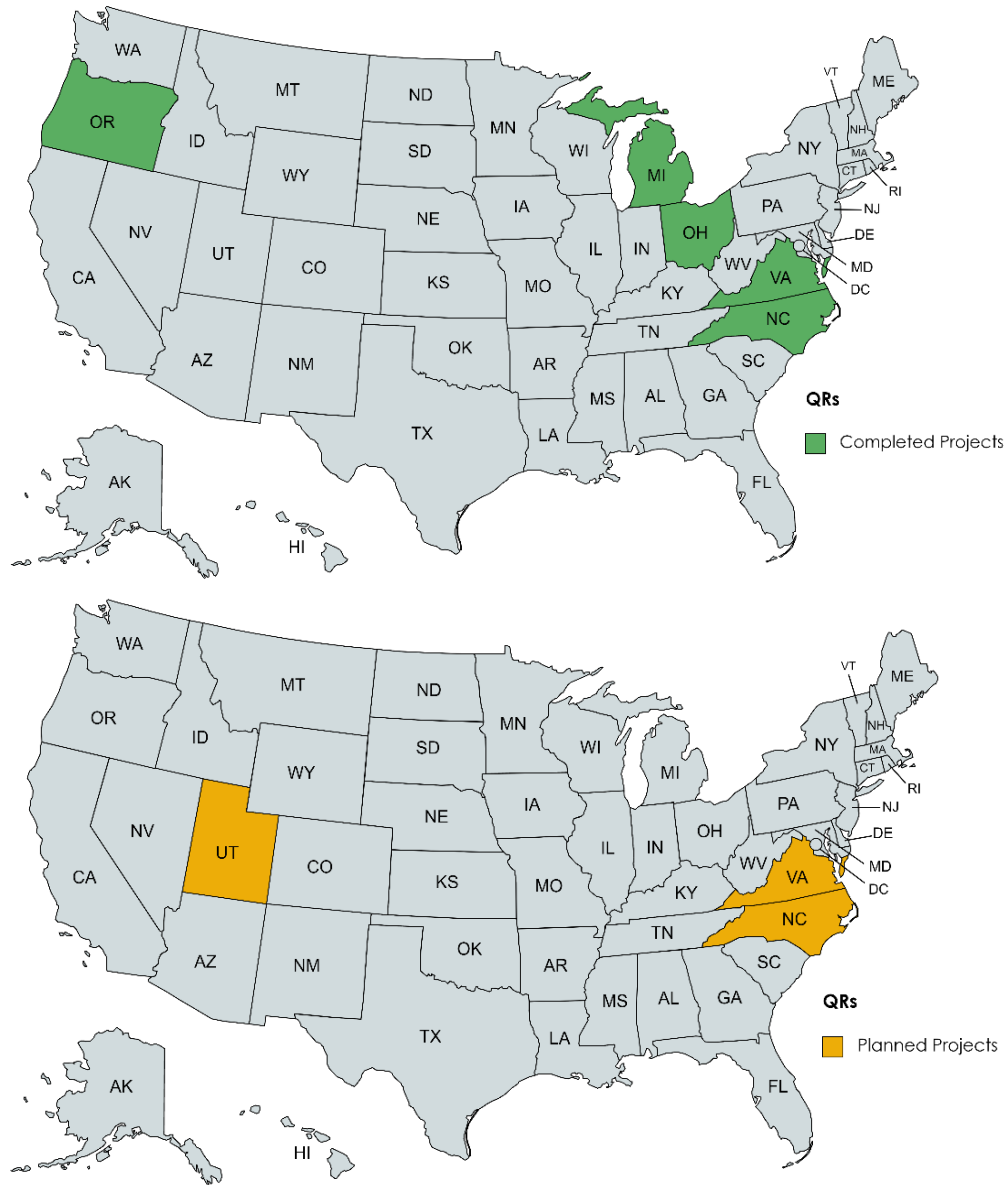 WA
MT
ND
MN
OR
ID
SD
WI
WY
MI
NE
IA
NV
UT
CO
CA
KS
MO
IL
IN
OH
PA
NY
VT
NH
ME
MA
CT
RI
NJ
DE
MD
DC
WV
VA
KY
NC
TN
SC
AZ
NM
OK
AR
TX
LA
MS
AL
GA
FL
AK
HI
QRs
Completed Projects
WA
MT
ND
MN
OR
ID
SD
WI
WY
MI
NE
IA
NV
UT
CO
CA
KS
MO
IL
IN
OH
PA
NY
VT
NH
ME
MA
CT
RI
NJ
DE
MD
DC
WV
VA
KY
NC
TN
SC
AZ
NM
OK
AR
TX
LA
MS
AL
GA
FL
AK
HI
QRs
Planned Projects